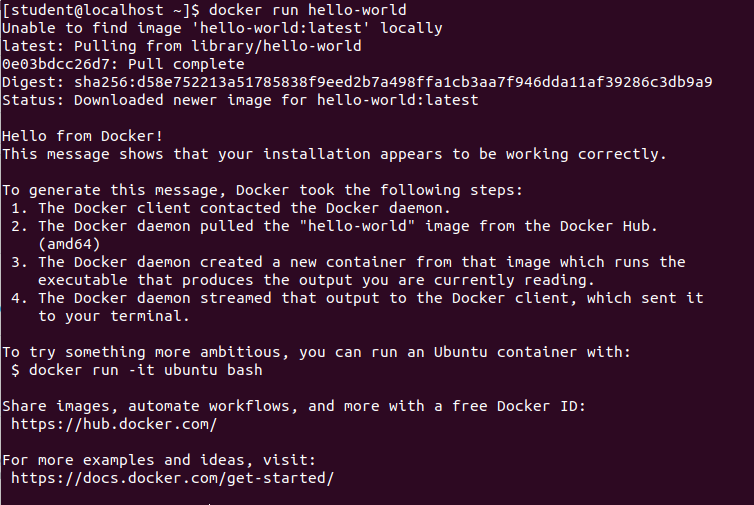 [student@localhost ~]$ docker run hello-world
Unable to find image 'hello-world:latest' locally
latest: Pulling from library/hello-world
0e03bdcc26d7: Pull complete
Digest: sha256:d58e752213a51785838f9eed2b7a498ffa1cb3aa7f946dda11af39286c3db9a9
Status: Downloaded newer image for hello-world:latest

Hello from Docker!
This message shows that your installation appears to be working correctly.

To generate this message, Docker took the following steps:
 1. The Docker client contacted the Docker daemon.
 2. The Docker daemon pulled the "hello-world" image from the Docker Hub.
    (amd64)
 3. The Docker daemon created a new container from that image which runs the
    executable that produces the output you are currently reading.
 4. The Docker daemon streamed that output to the Docker client, which sent it
    to your terminal.

To try something more ambitious, you can run an Ubuntu container with:
 $ docker run -it ubuntu bash

Share images, automate workflows, and more with a free Docker ID:
 https://hub.docker.com/

For more examples and ideas, visit:
 https://docs.docker.com/get-started/